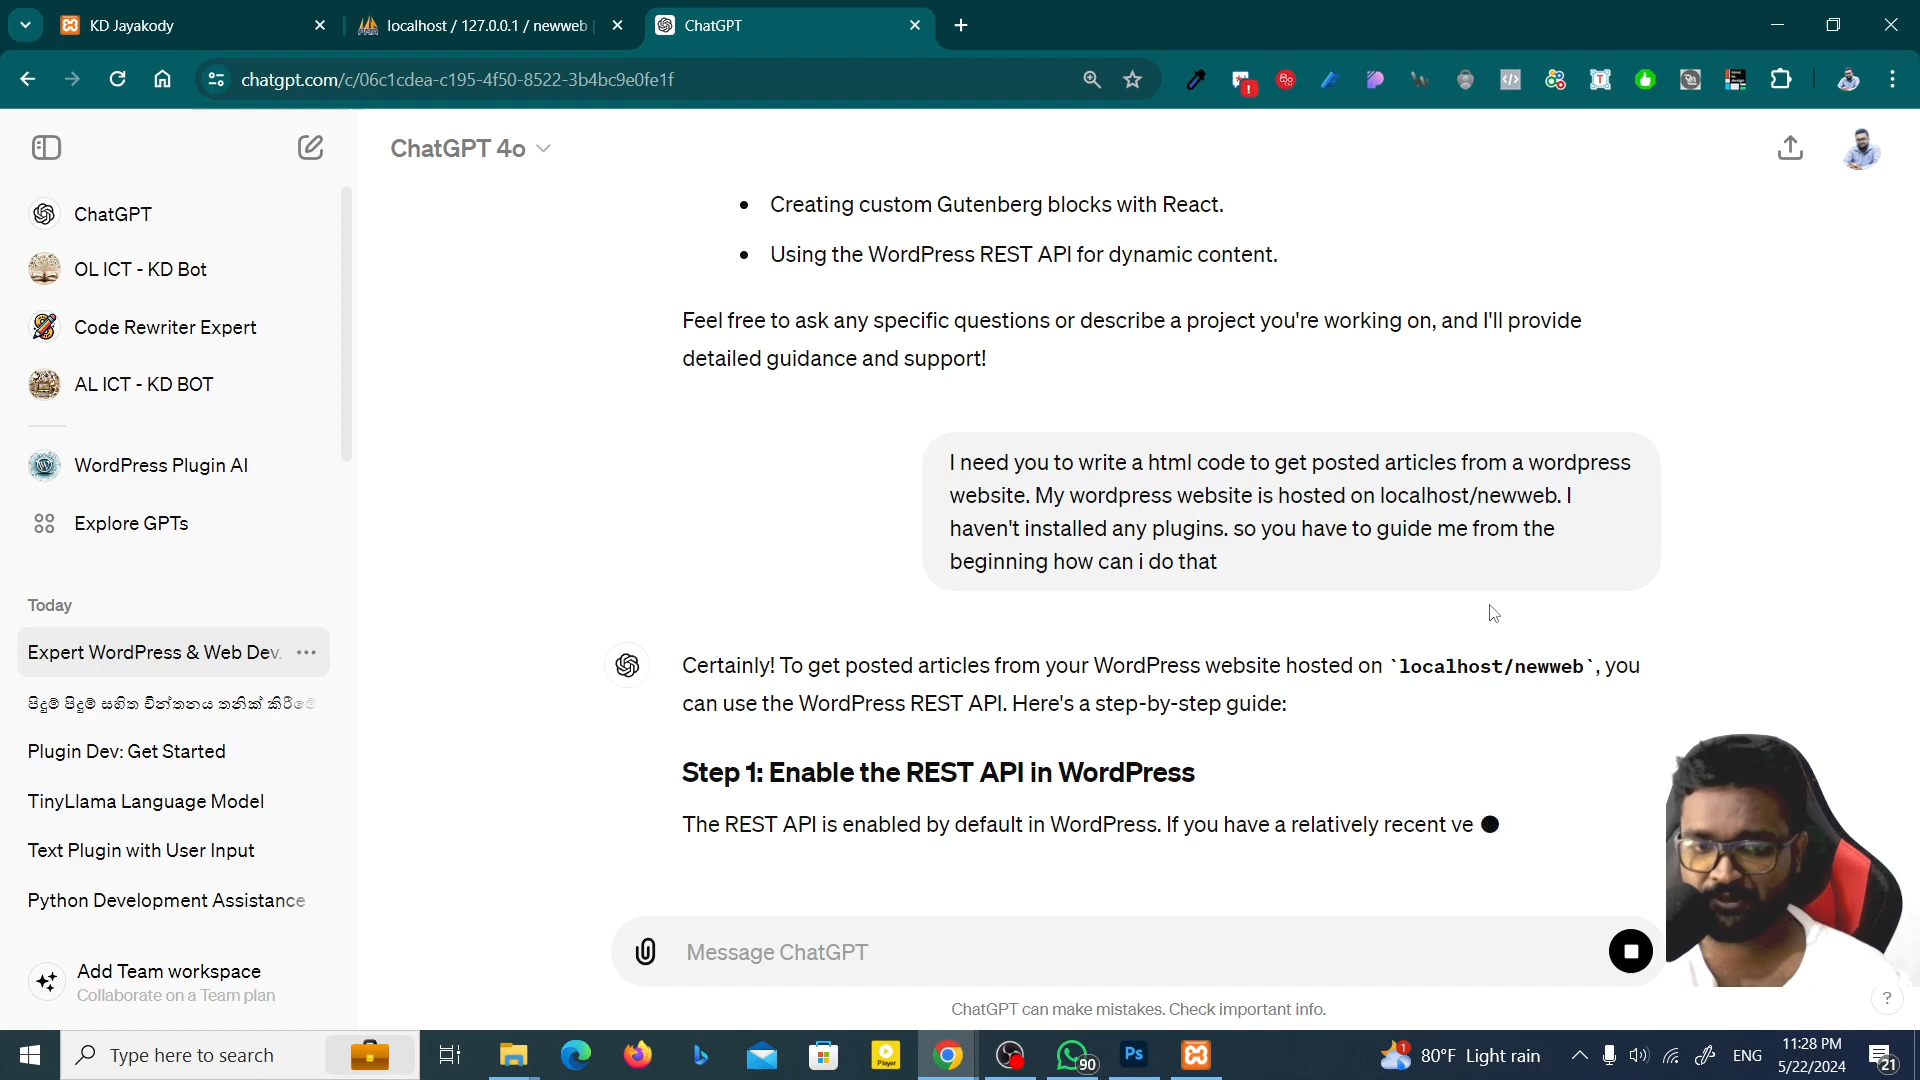 KD Jayakody
localhost / 127.0.0.1 / newweb
ChatGPT
chatgpt.com/c/06c1cdea-c195-4f50-8522-3b4bc9e0fe1f
ChatGPT 4o
ChatGPT
OL ICT - KD Bot
Code Rewriter Expert
AL ICT - KD BOT
WordPress Plugin AI
Explore GPTs
Today
Expert WordPress & Web Dev.
පිදුම් පිදුම් සහිත චින්තනය තනික් කිරීමේ
Plugin Dev: Get Started
TinyLlama Language Model
Text Plugin with User Input
Python Development Assistance
Add Team workspace
Collaborate on a Team plan
• Creating custom Gutenberg blocks with React.
• Using the WordPress REST API for dynamic content.
Feel free to ask any specific questions or describe a project you're working on, and I'll provide
detailed guidance and support!
I need you to write a html code to get posted articles from a wordpress
website. My wordpress website is hosted on localhost/newweb. I
haven't installed any plugins. so you have to guide me from the
beginning how can i do that
Certainly! To get posted articles from your WordPress website hosted on `localhost/newweb`, you
can use the WordPress REST API. Here's a step-by-step guide:
Step 1: Enable the REST API in WordPress
The REST API is enabled by default in WordPress. If you have a relatively recent ve
Message ChatGPT
ChatGPT can make mistakes. Check important info.
?
Type here to search
90
Ps
80°F Light rain
ENG
11:28 PM
5/22/2024
21